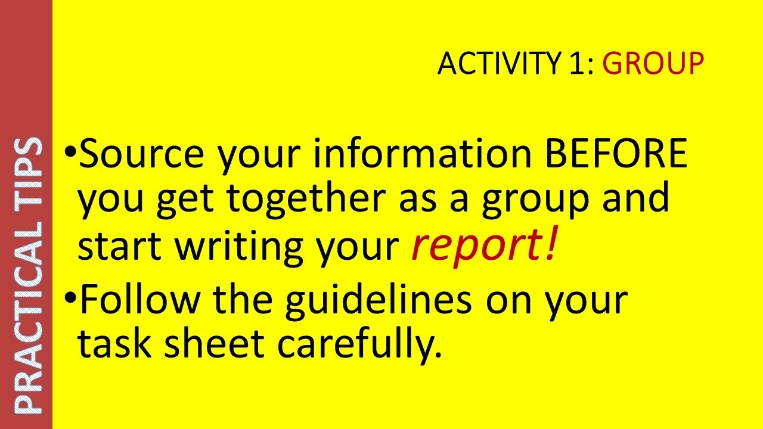 ACTIVITY 1: GROUP
PRACTICAL TIPS
•Source your information BEFORE
you get together as a group and
start writing your report!
•Follow the guidelines on your
task sheet carefully.